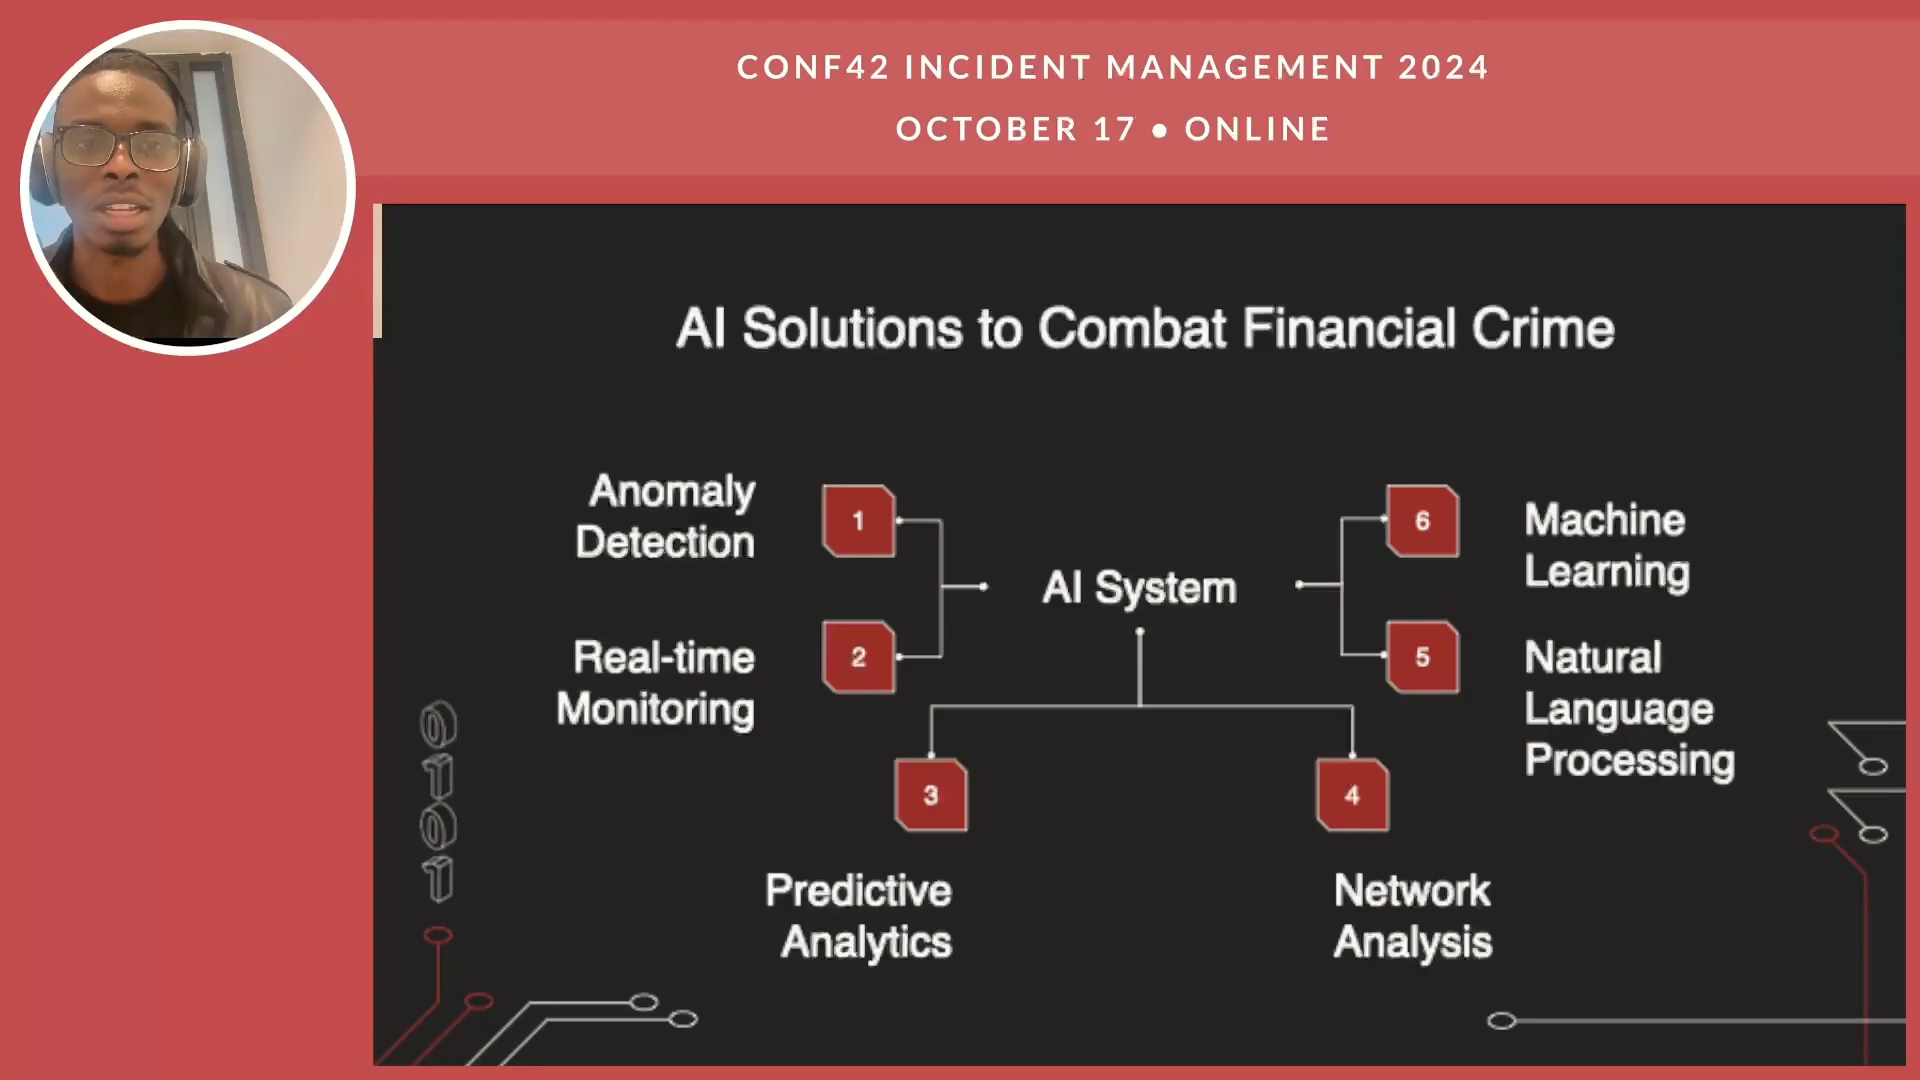 CONF42 INCIDENT MANAGEMENT 2024
OCTOBER 17 • ONLINE
AI Solutions to Combat Financial Crime
Anomaly
Detection
1
Real-time
Monitoring
2
AI System
6
Machine
Learning
5
Natural
Language
Processing
3
Predictive
Analytics
4
Network
Analysis
0
1
0
1